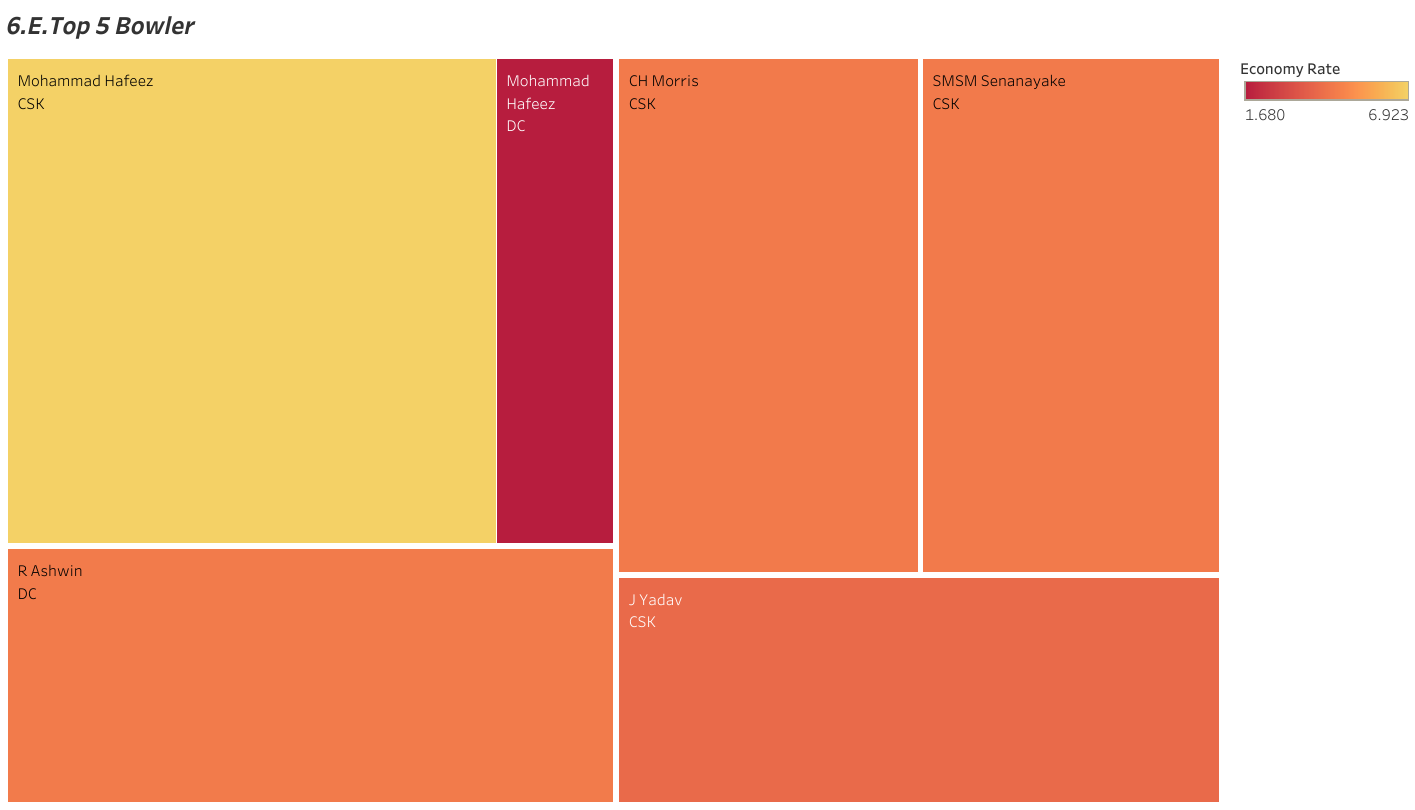 6.E.Top 5 Bowler
Mohammad Hafeez
CSK
Mohammad
Hafeez
DC
CH Morris
CSK
SMSM Senanayake
CSK
R Ashwin
DC
J Yadav
CSK
Economy Rate
1.680 6.923